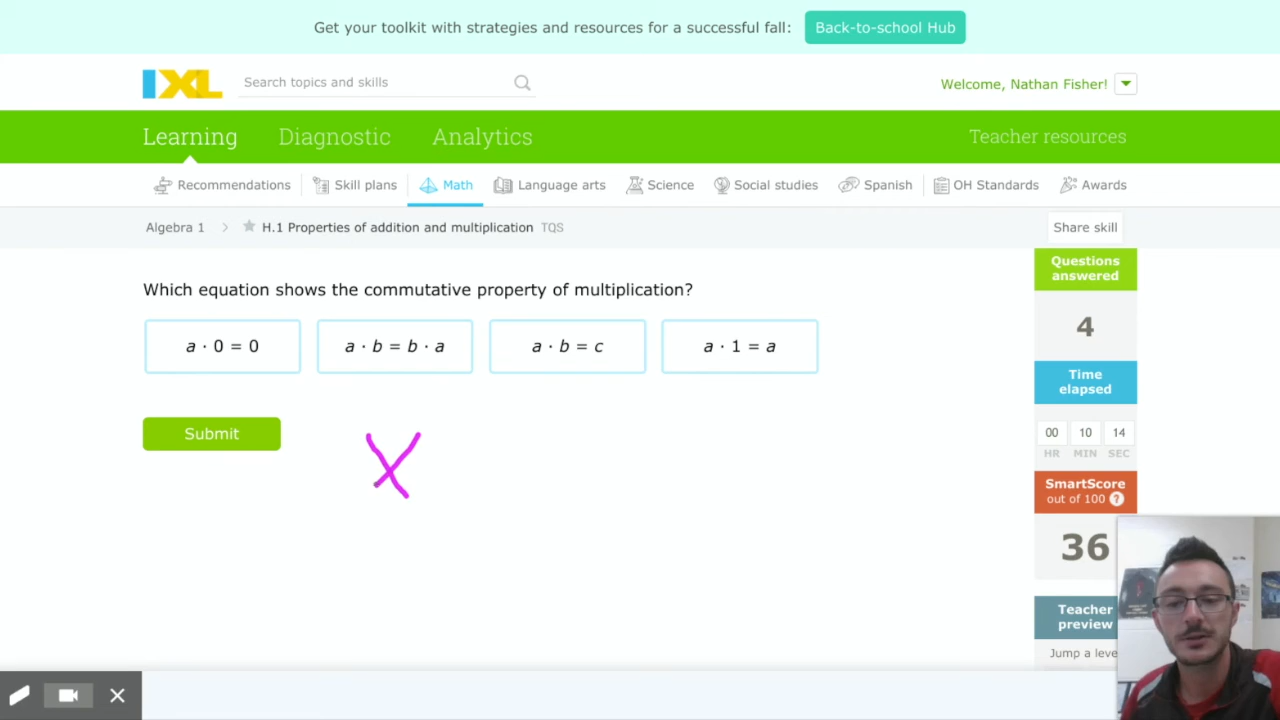 Get your toolkit with strategies and resources for a successful fall: Back-to-school Hub
IXL Search topics and skills Welcome, Nathan Fisher!
Learning Diagnostic Analytics Teacher resources
Recommendations Skill plans Math Language arts Science Social studies Spanish OH Standards Awards
Algebra 1 > H.1 Properties of addition and multiplication TQS Share skill
Which equation shows the commutative property of multiplication?
a · 0 = 0 a · b = b · a a · b = c a · 1 = a
Submit
X
Questions
answered
4
Time
elapsed
00 10 14
HR MIN SEC
SmartScore
out of 100 ?
36
Teacher
preview
Jump a leve